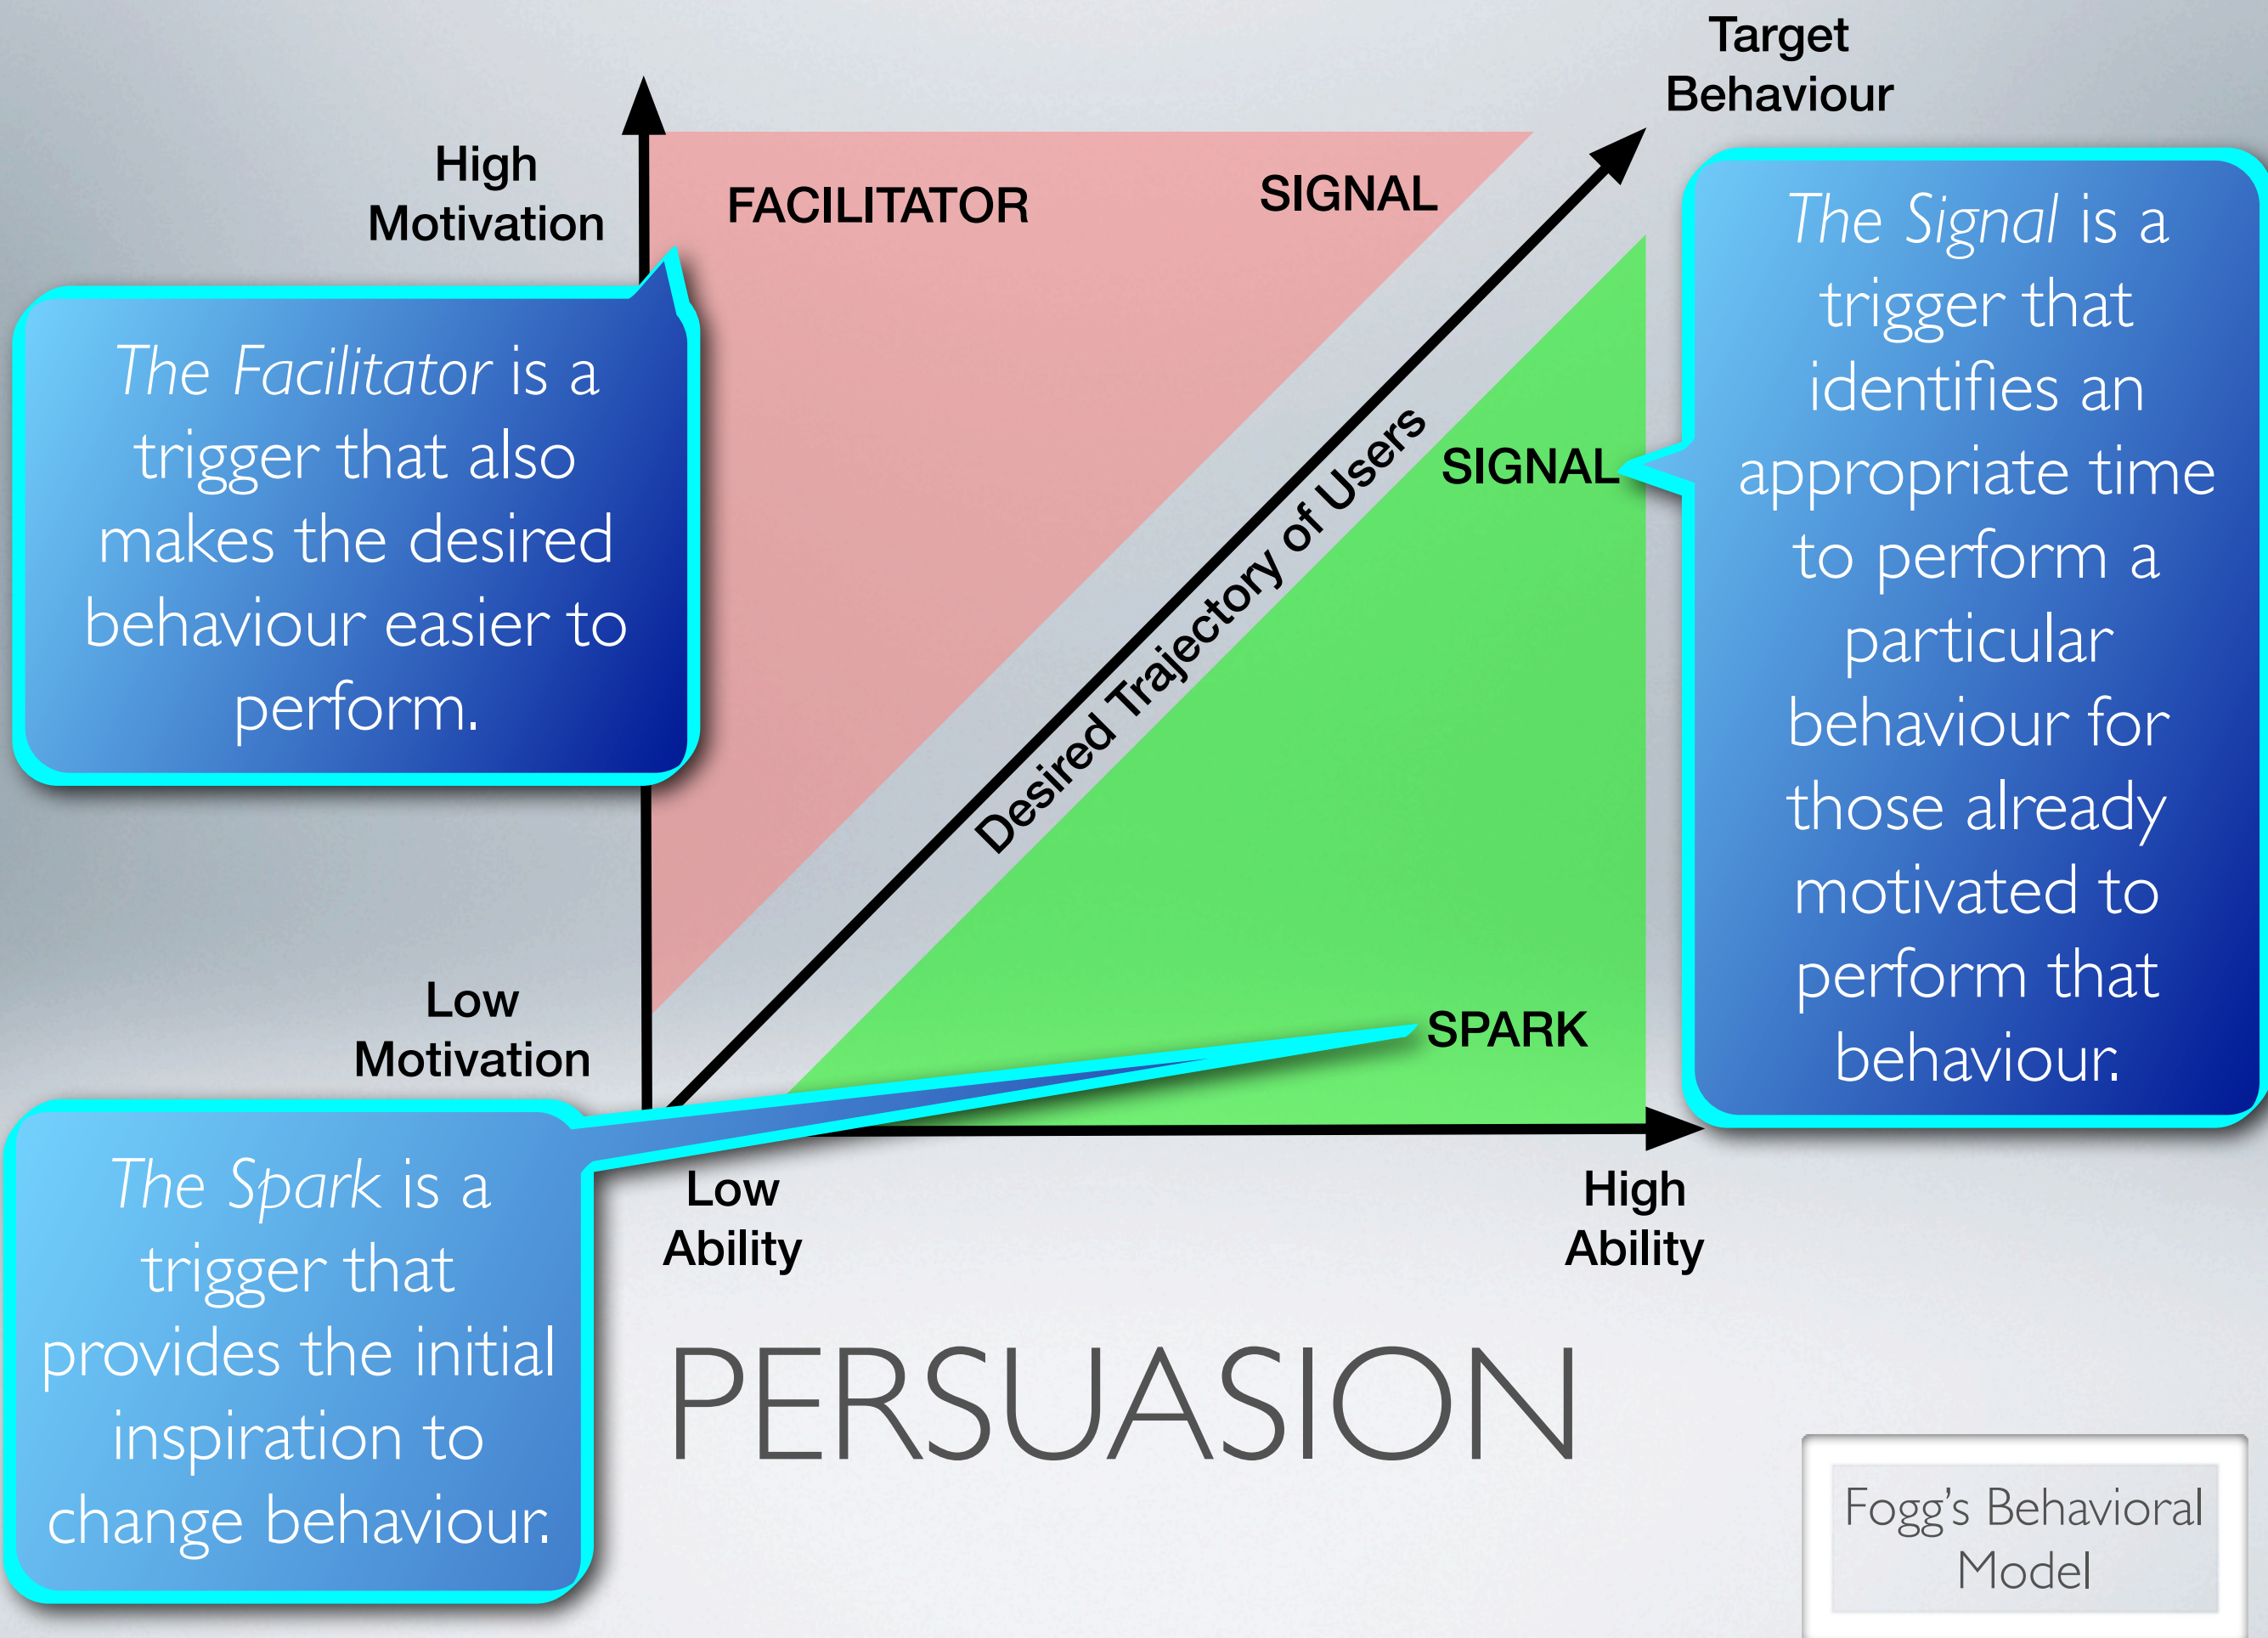 Target
Behaviour
High
Motivation
FACILITATOR
SIGNAL
The Facilitator is a
trigger that also
makes the desired
behaviour easier to
perform.
The Signal is a
trigger that
identifies an
appropriate time
to perform a
particular
behaviour for
those already
motivated to
perform that
behaviour.
SIGNAL
Desired Trajectory of Users
Low
Motivation
SPARK
The Spark is a
trigger that
provides the initial
inspiration to
change behaviour.
Low
Ability
High
Ability
PERSUASION
Fogg's Behavioral
Model